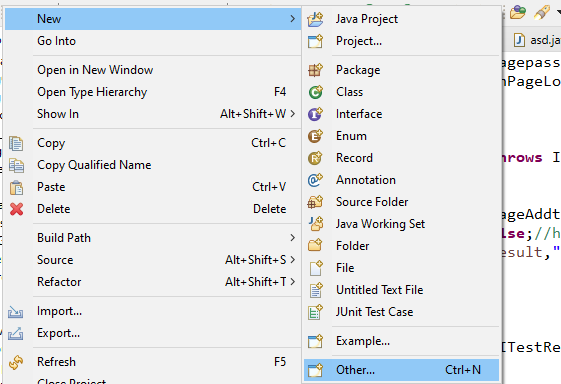 New
Go Into
Open in New Window
Open Type Hierarchy F4
Show In Alt+Shift+W
Copy Ctrl+C
Copy Qualified Name
Paste Ctrl+V
Delete Delete
Build Path
Source Alt+Shift+S
Refactor Alt+Shift+T
Import...
Export...
Refresh F5
Close Project
Java Project
Project...
Package
Class
Interface
Enum
Record
Annotation
Source Folder
Java Working Set
Folder
File
Untitled Text File
JUnit Test Case
Example...
Other... Ctrl+N
asd.ja
agepass
nPageLo
hrows I
ageAddt
lse;//h
esult,"
ITestRe